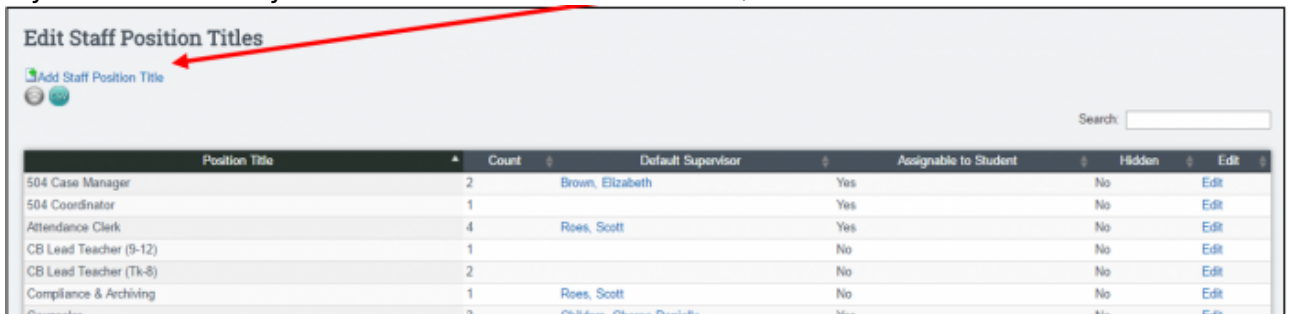 Edit Staff Position Titles
Add Staff Position Title
CSV
Search:
Position Title Count Default Supervisor Assignable to Student Hidden Edit
504 Case Manager 2 Brown, Elizabeth Yes No Edit
504 Coordinator 1 Yes No Edit
Attendance Clerk 4 Roes, Scott Yes No Edit
CB Lead Teacher (9-12) 1 No No Edit
CB Lead Teacher (Tk-8) 2 No No Edit
Compliance & Archiving 1 Roes, Scott No No Edit